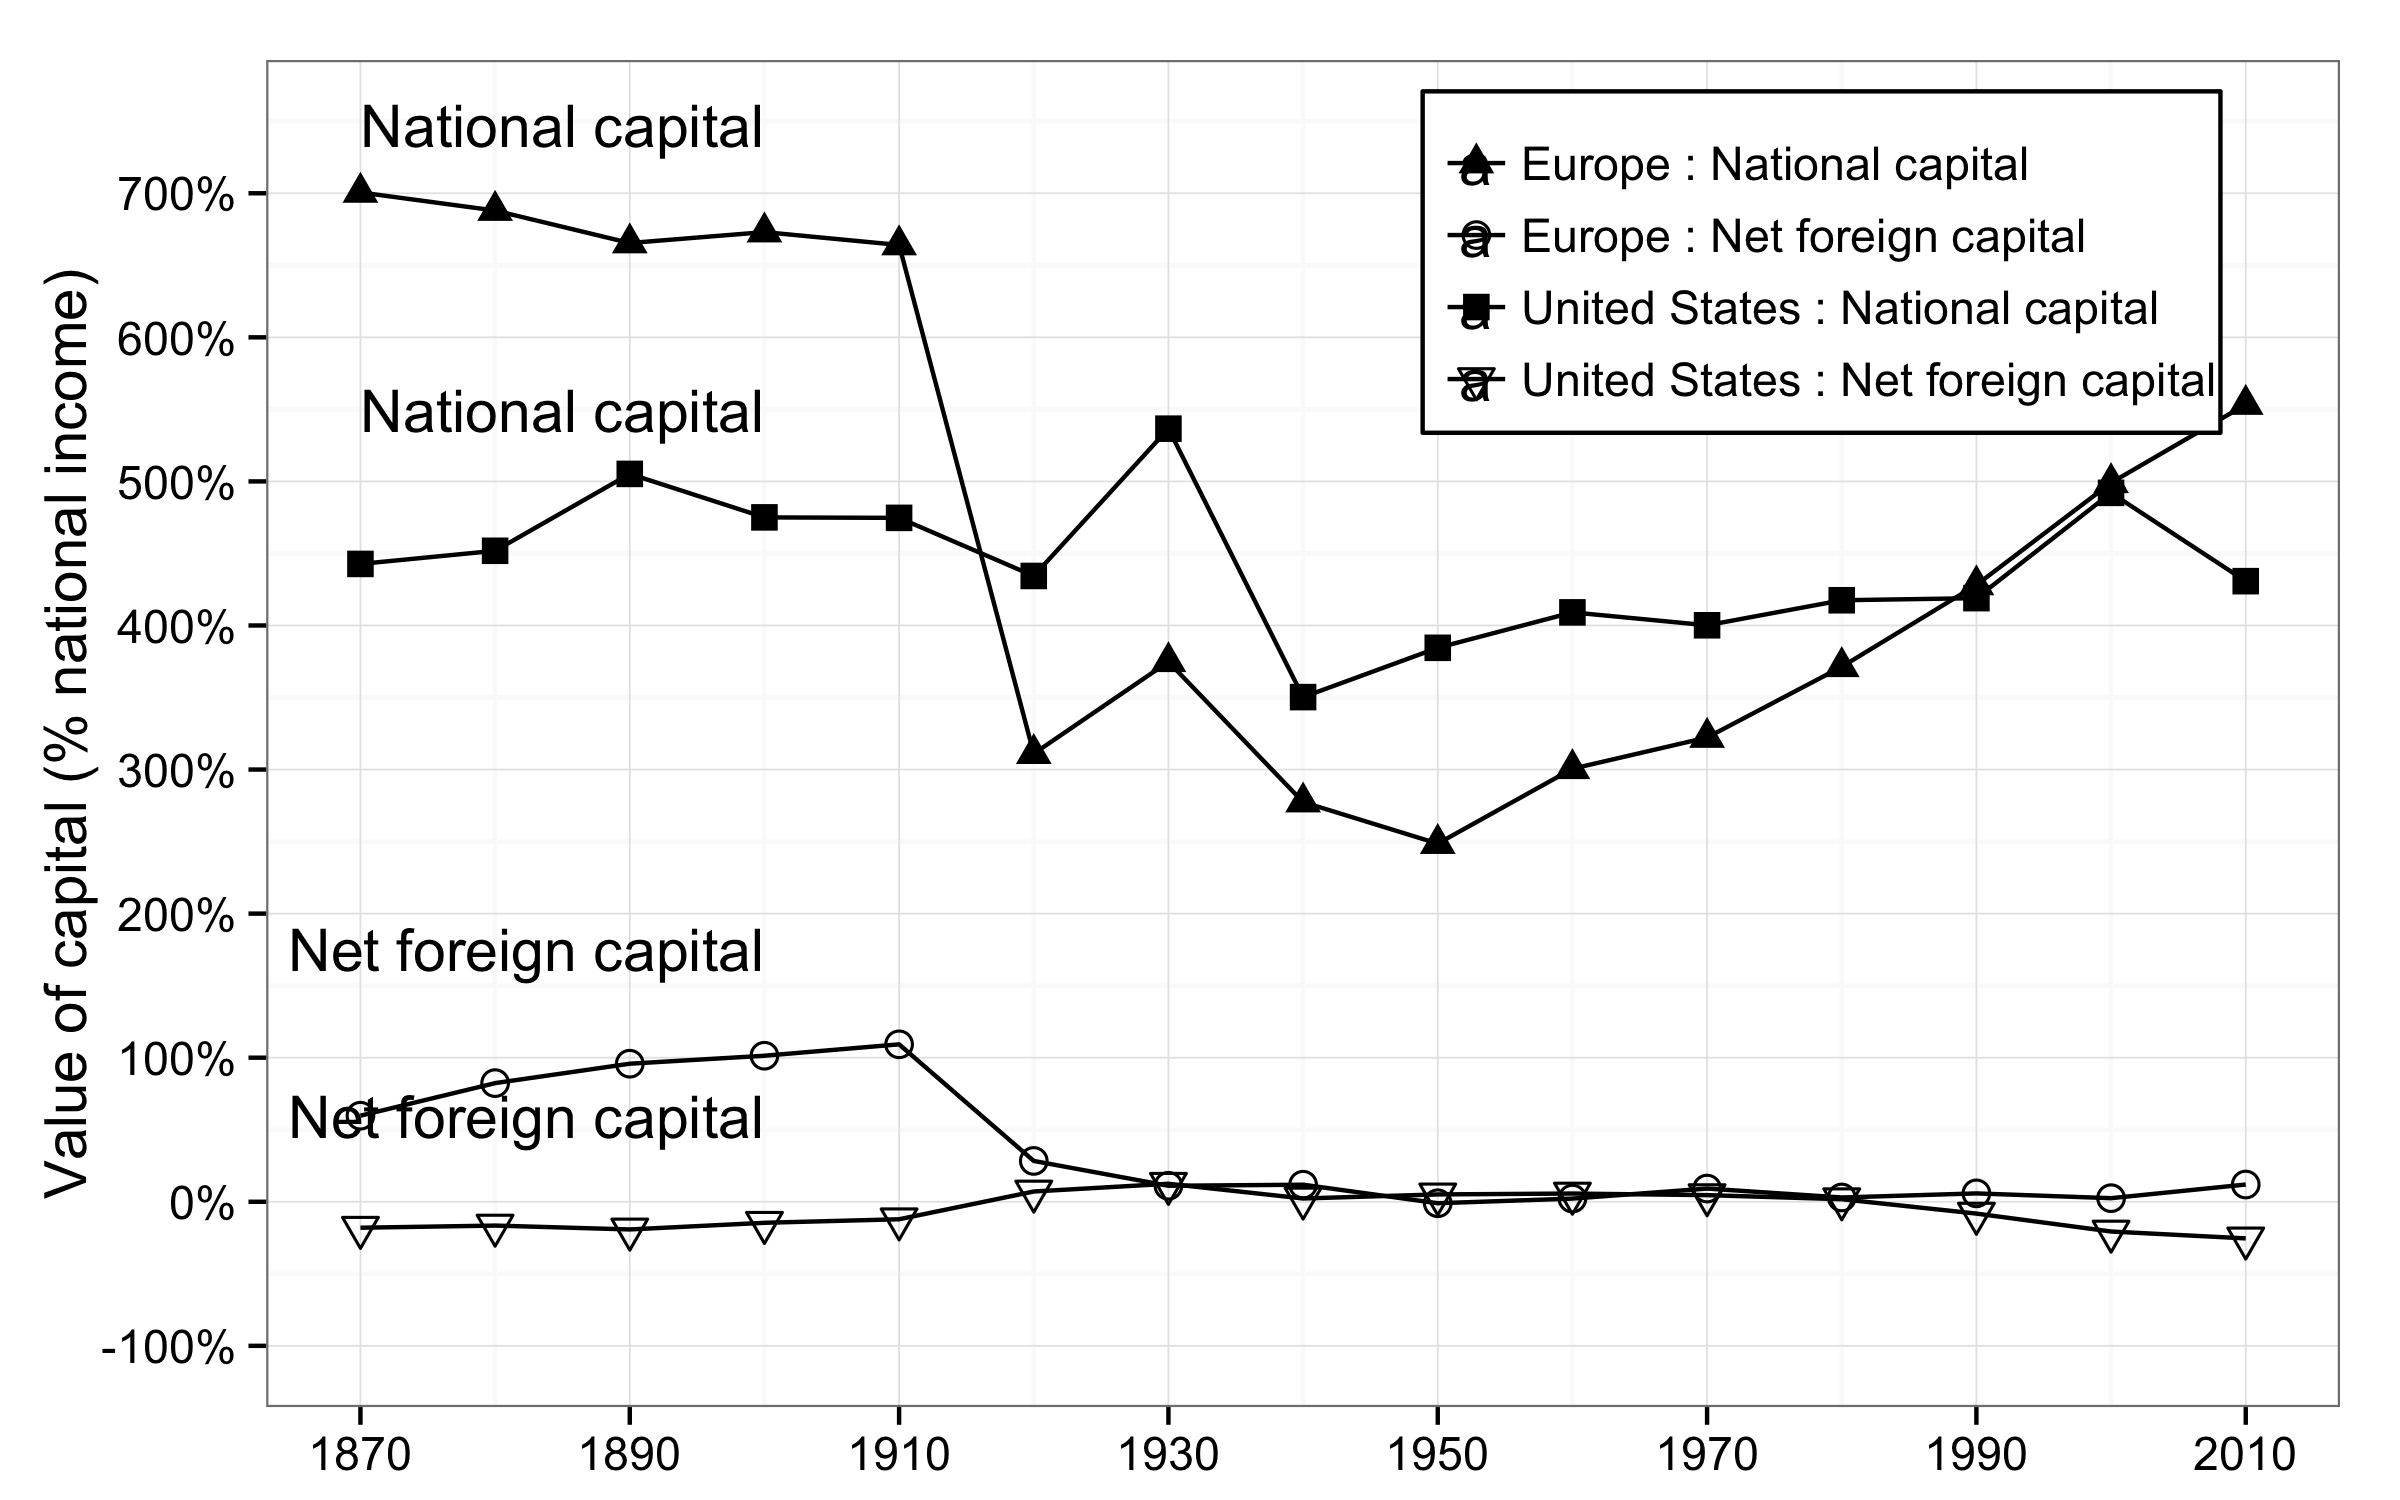 National capital
National capital
Net foreign capital
Net foreign capital
a Europe : National capital
a Europe : Net foreign capital
a United States : National capital
a United States : Net foreign capital
Value of capital (% national income)
700%
600%
500%
400%
300%
200%
100%
0%
-100%
1870 1890 1910 1930 1950 1970 1990 2010